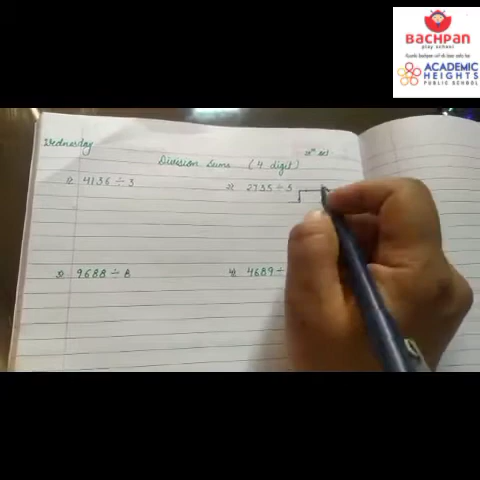 BACHPAN
play school
ACADEMIC
HEIGHTS
PUBLIC SCHOOL
Wednesday
Division Sums (4 digit)
1) 4136 ÷ 3
2) 2735 ÷ 5
3) 9688 ÷ 8
4) 4689 ÷